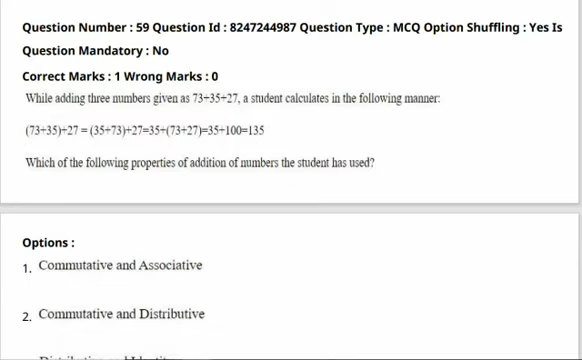 Question Number : 59 Question Id : 8247244987 Question Type : MCQ Option Shuffling : Yes Is
Question Mandatory : No
Correct Marks : 1 Wrong Marks : 0
While adding three numbers given as 73+35+27, a student calculates in the following manner:
(73+35)+27 = (35+73)+27=35+(73+27)=35+100=135
Which of the following properties of addition of numbers the student has used?
Options :
1. Commutative and Associative
2. Commutative and Distributive